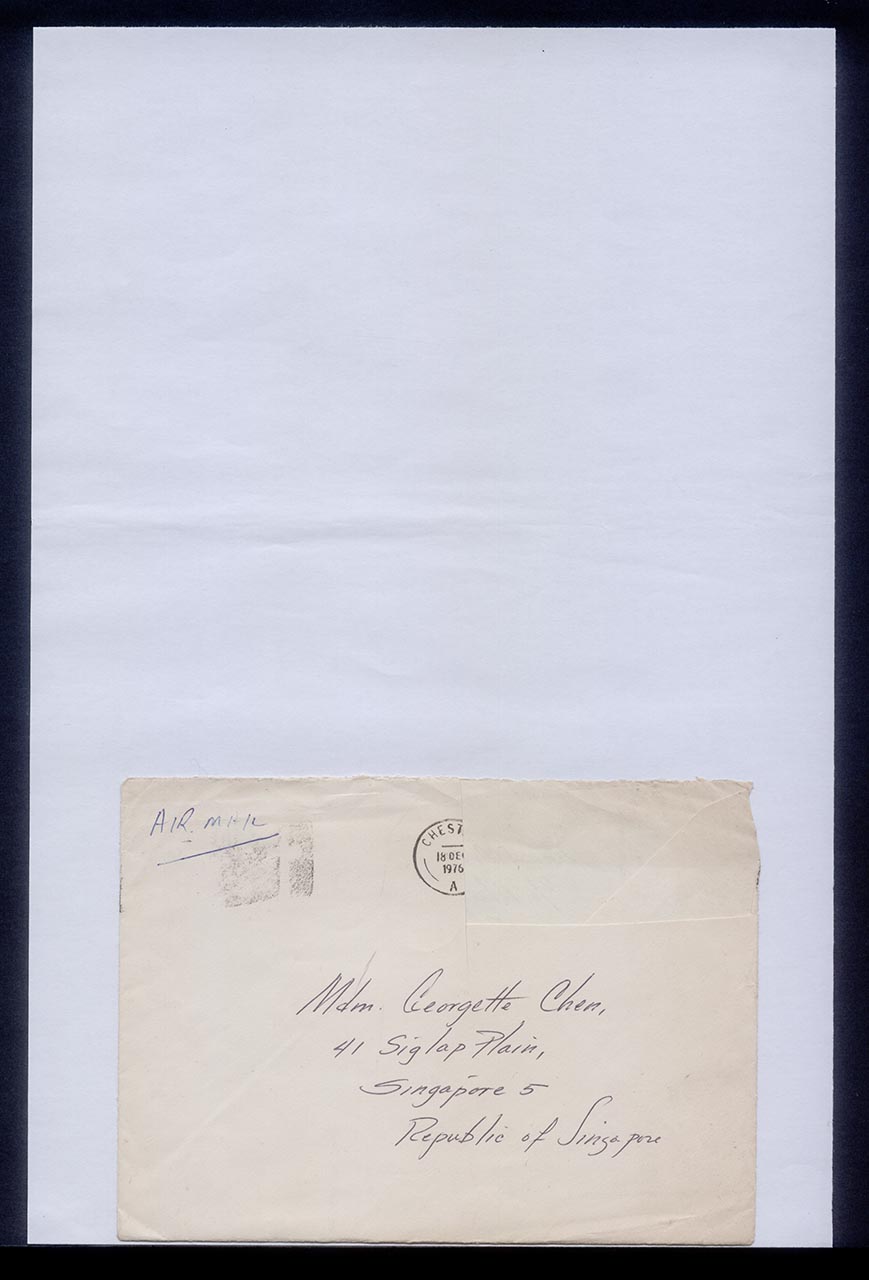 AIR MAIL
CHEST
18 DEC
1976
A
Mdm. Georgette Chen,
41 Siglap Plain,
Singapore 5
Republic of Singapore